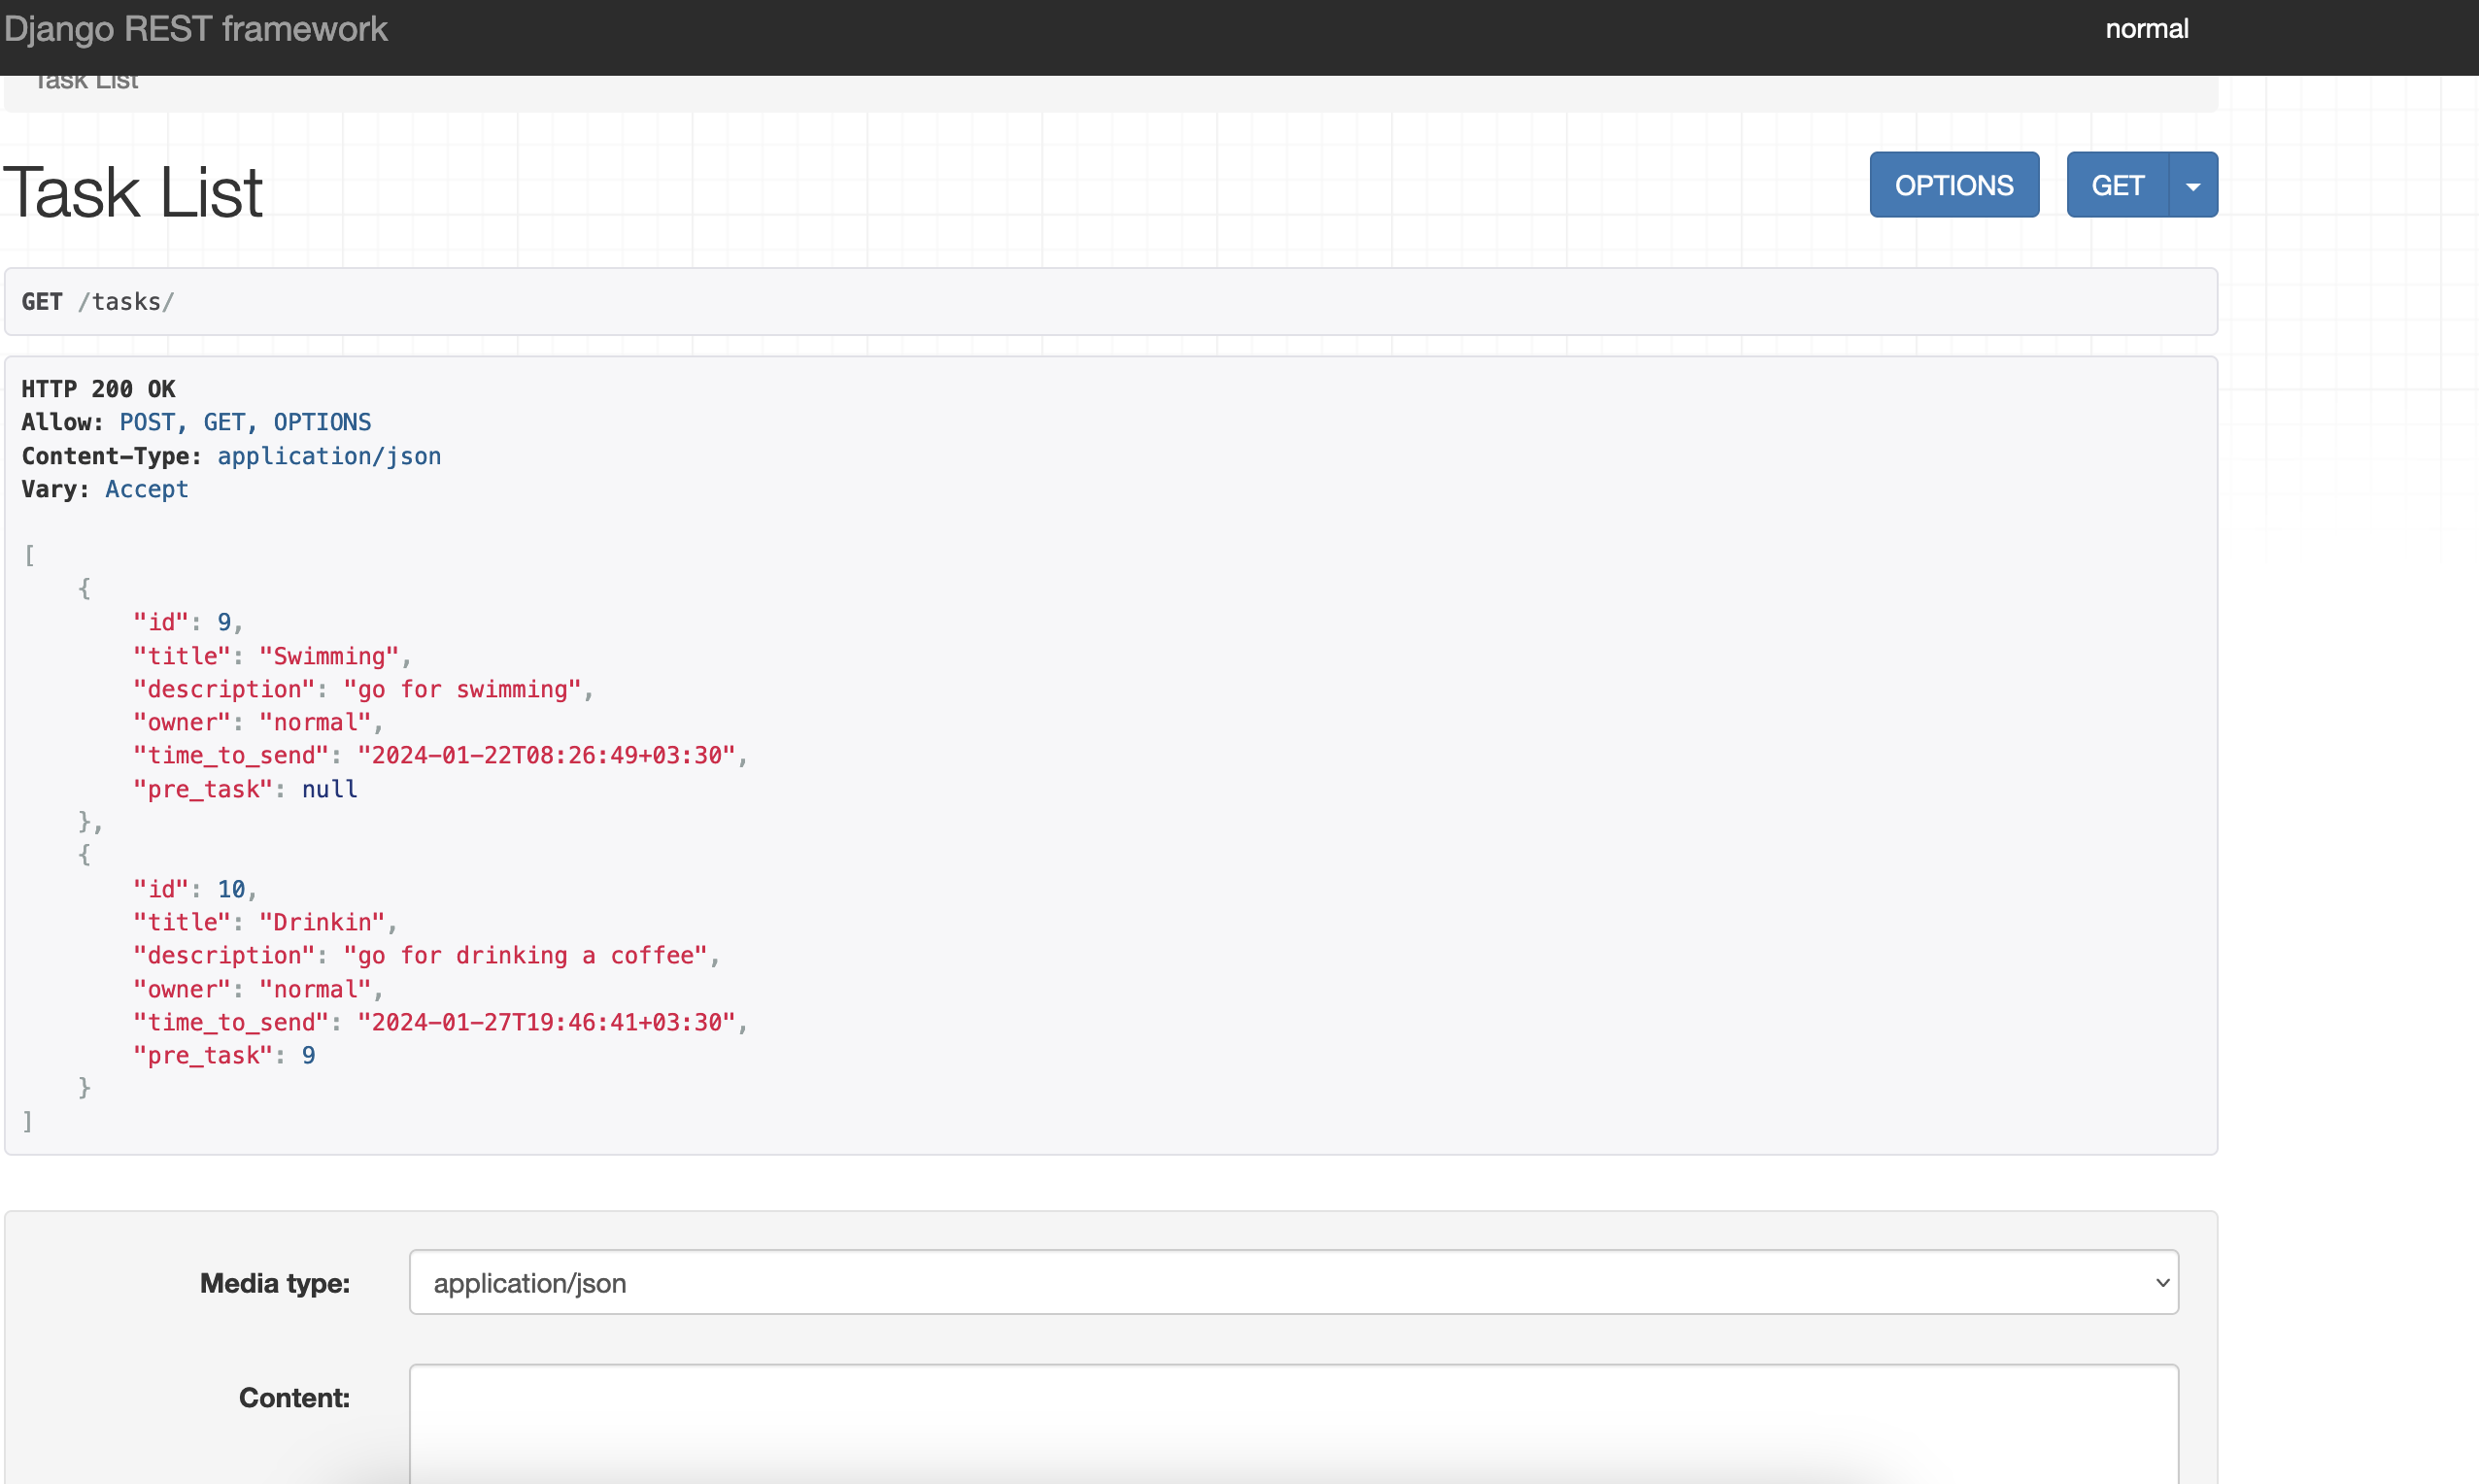 Django REST framework
normal
Task List
Task List
OPTIONS
GET
GET /tasks/
HTTP 200 OK
Allow: POST, GET, OPTIONS
Content-Type: application/json
Vary: Accept
[
    {
        "id": 9,
        "title": "Swimming",
        "description": "go for swimming",
        "owner": "normal",
        "time_to_send": "2024-01-22T08:26:49+03:30",
        "pre_task": null
    },
    {
        "id": 10,
        "title": "Drinkin",
        "description": "go for drinking a coffee",
        "owner": "normal",
        "time_to_send": "2024-01-27T19:46:41+03:30",
        "pre_task": 9
    }
]
Media type:
application/json
Content: